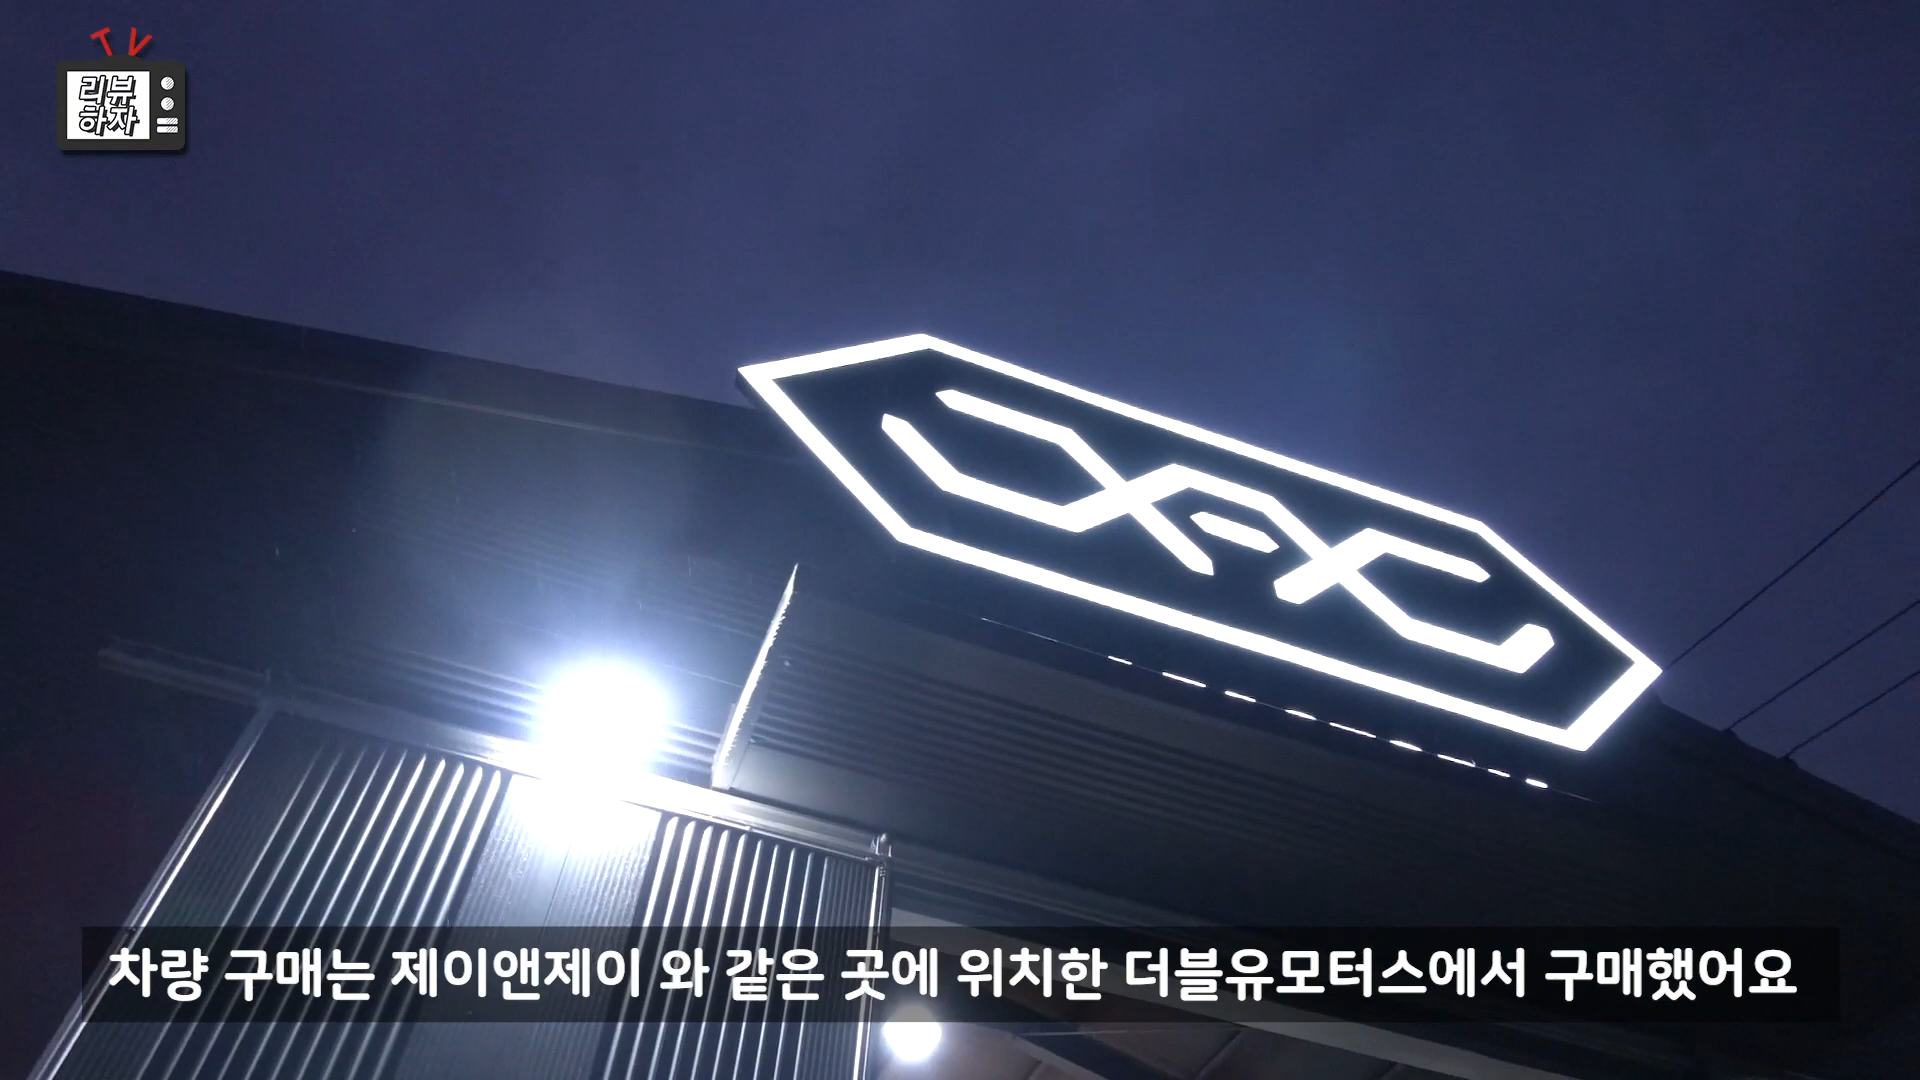 TV
리뷰
하자
차량 구매는 제이앤제이 와 같은 곳에 위치한 더블유모터스에서 구매했어요